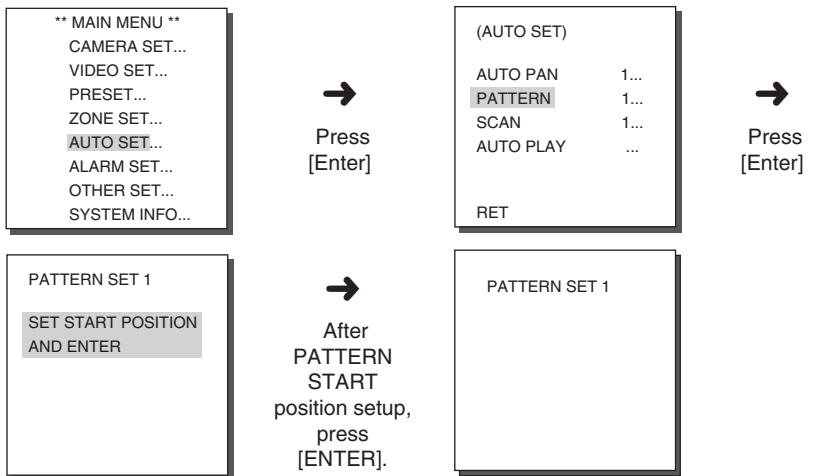 ** MAIN MENU **
CAMERA SET...
VIDEO SET...
PRESET...
ZONE SET...
AUTO SET...
ALARM SET...
OTHER SET...
SYSTEM INFO...
Press
[Enter]
(AUTO SET)
AUTO PAN 1...
PATTERN 1...
SCAN 1...
AUTO PLAY ...
RET
Press
[Enter]
PATTERN SET 1
SET START POSITION
AND ENTER
After
PATTERN
START
position setup,
press
[ENTER].
PATTERN SET 1